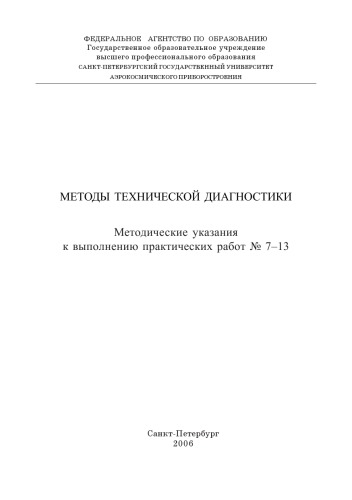 ФЕДЕРАЛЬНОЕ АГЕНТСТВО ПО ОБРАЗОВАНИЮ
Государственное образовательное учреждение
высшего профессионального образования
САНКТ-ПЕТЕРБУРГСКИЙ ГОСУДАРСТВЕННЫЙ УНИВЕРСИТЕТ
АЭРОКОСМИЧЕСКОГО ПРИБОРОСТРОЕНИЯ
МЕТОДЫ ТЕХНИЧЕСКОЙ ДИАГНОСТИКИ
Методические указания
к выполнению практических работ № 7–13
Санкт-Петербург
2006